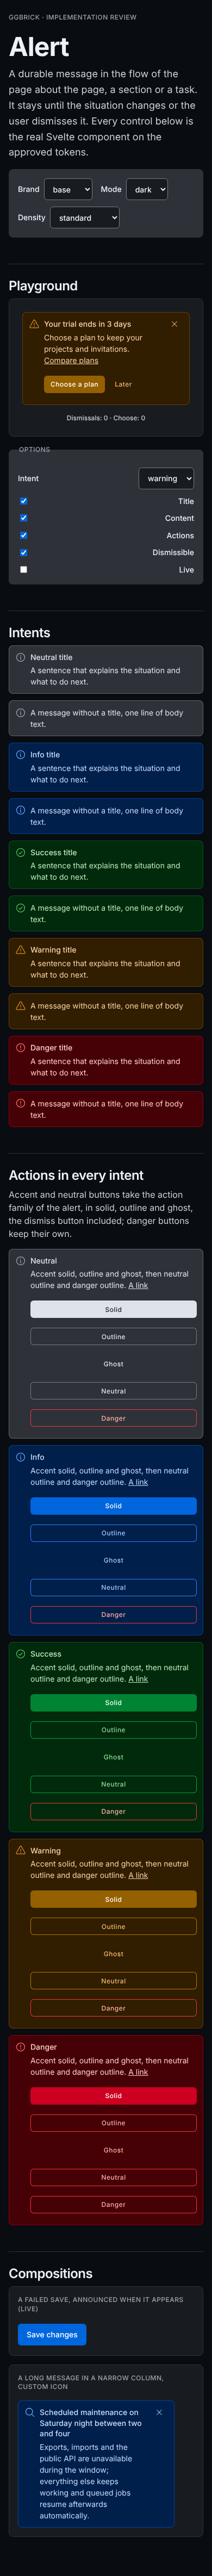 GGBRICK · IMPLEMENTATION REVIEW
Alert
A durable message in the flow of the
page about the page, a section or a task.
It stays until the situation changes or the
user dismisses it. Every control below is
the real Svelte component on the
approved tokens.
Brand base Mode dark
Density standard
Playground
Your trial ends in 3 days
Choose a plan to keep your
projects and invitations.
Compare plans
Choose a plan Later
Dismissals: 0 · Choose: 0
OPTIONS
Intent warning
Title
Content
Actions
Dismissible
Live
Intents
Neutral title
A sentence that explains the situation and
what to do next.
A message without a title, one line of body
text.
Info title
A sentence that explains the situation and
what to do next.
A message without a title, one line of body
text.
Success title
A sentence that explains the situation and
what to do next.
A message without a title, one line of body
text.
Warning title
A sentence that explains the situation and
what to do next.
A message without a title, one line of body
text.
Danger title
A sentence that explains the situation and
what to do next.
A message without a title, one line of body
text.
Actions in every intent
Accent and neutral buttons take the action
family of the alert, in solid, outline and ghost,
the dismiss button included; danger buttons
keep their own.
Neutral
Accent solid, outline and ghost, then neutral
outline and danger outline. A link
Solid
Outline
Ghost
Neutral
Danger
Info
Accent solid, outline and ghost, then neutral
outline and danger outline. A link
Solid
Outline
Ghost
Neutral
Danger
Success
Accent solid, outline and ghost, then neutral
outline and danger outline. A link
Solid
Outline
Ghost
Neutral
Danger
Warning
Accent solid, outline and ghost, then neutral
outline and danger outline. A link
Solid
Outline
Ghost
Neutral
Danger
Danger
Accent solid, outline and ghost, then neutral
outline and danger outline. A link
Solid
Outline
Ghost
Neutral
Danger
Compositions
A FAILED SAVE, ANNOUNCED WHEN IT APPEARS
(LIVE)
Save changes
A LONG MESSAGE IN A NARROW COLUMN,
CUSTOM ICON
Scheduled maintenance on
Saturday night between two
and four
Exports, imports and the
public API are unavailable
during the window;
everything else keeps
working and queued jobs
resume afterwards
automatically.